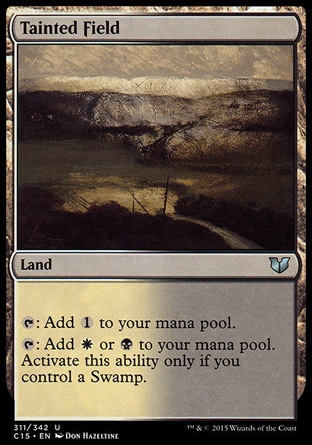 Tainted Field
Land
: Add 1 to your mana pool.
: Add or to your mana pool.
Activate this ability only if you
control a Swamp.
311/342 U
C15 • EN Don Hazeltine
™ & © 2015 Wizards of the Coast